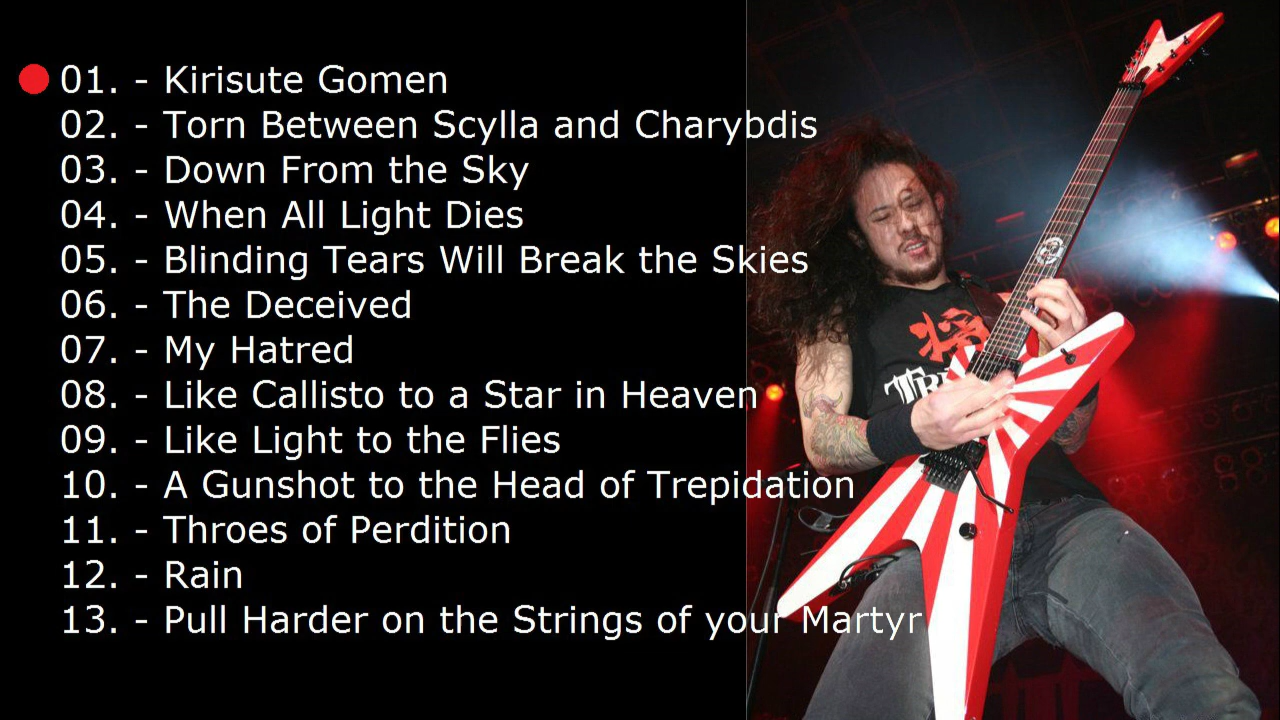 01. - Kirisute Gomen
02. - Torn Between Scylla and Charybdis
03. - Down From the Sky
04. - When All Light Dies
05. - Blinding Tears Will Break the Skies
06. - The Deceived
07. - My Hatred
08. - Like Callisto to a Star in Heaven
09. - Like Light to the Flies
10. - A Gunshot to the Head of Trepidation
11. - Throes of Perdition
12. - Rain
13. - Pull Harder on the Strings of your Martyr